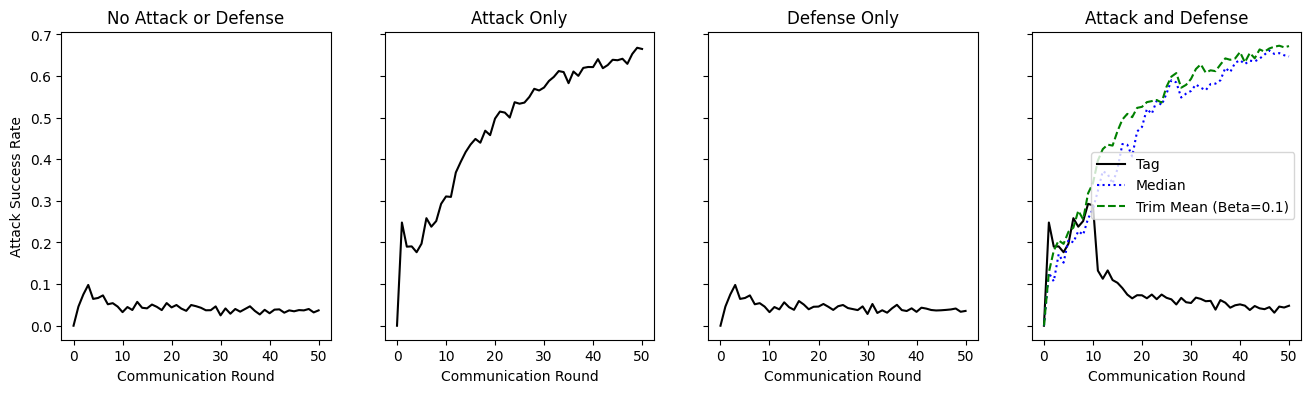 No Attack or Defense
Attack Only
Defense Only
Attack and Defense
Attack Success Rate
0.7
0.6
0.5
0.4
0.3
0.2
0.1
0.0
0 10 20 30 40 50
Communication Round
0 10 20 30 40 50
Communication Round
0 10 20 30 40 50
Communication Round
Tag
Median
Trim Mean (Beta=0.1)
0 10 20 30 40 50
Communication Round